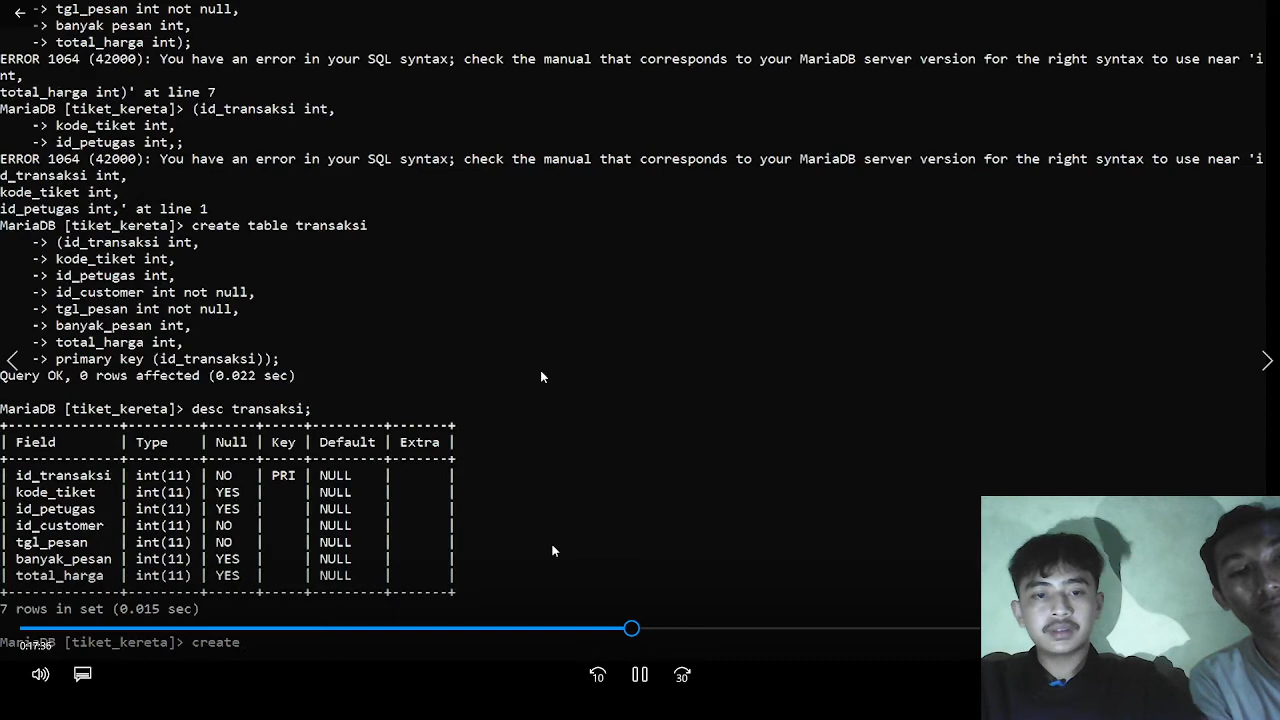 -> tgl_pesan int not null,
-> banyak pesan int,
-> total_harga int);
ERROR 1064 (42000): You have an error in your SQL syntax; check the manual that corresponds to your MariaDB server version for the right syntax to use near 'i
nt,
total_harga int)' at line 7
MariaDB [tiket_kereta]> (id_transaksi int,
-> kode_tiket int,
-> id_petugas int,;
ERROR 1064 (42000): You have an error in your SQL syntax; check the manual that corresponds to your MariaDB server version for the right syntax to use near 'i
d_transaksi int,
kode_tiket int,
id_petugas int,' at line 1
MariaDB [tiket_kereta]> create table transaksi
-> (id_transaksi int,
-> kode_tiket int,
-> id_petugas int,
-> id_customer int not null,
-> tgl_pesan int not null,
-> banyak_pesan int,
-> total_harga int,
-> primary key (id_transaksi));
Query OK, 0 rows affected (0.022 sec)
MariaDB [tiket_kereta]> desc transaksi;
+--------------+---------+------+-----+---------+-------+
| Field | Type | Null | Key | Default | Extra |
+--------------+---------+------+-----+---------+-------+
| id_transaksi | int(11) | NO | PRI | NULL | |
| kode_tiket | int(11) | YES | | NULL | |
| id_petugas | int(11) | YES | | NULL | |
| id_customer | int(11) | NO | | NULL | |
| tgl_pesan | int(11) | NO | | NULL | |
| banyak_pesan | int(11) | YES | | NULL | |
| total_harga | int(11) | YES | | NULL | |
+--------------+---------+------+-----+---------+-------+
7 rows in set (0.015 sec)
MariaDB [tiket_kereta]> create
0:17:36
10
30